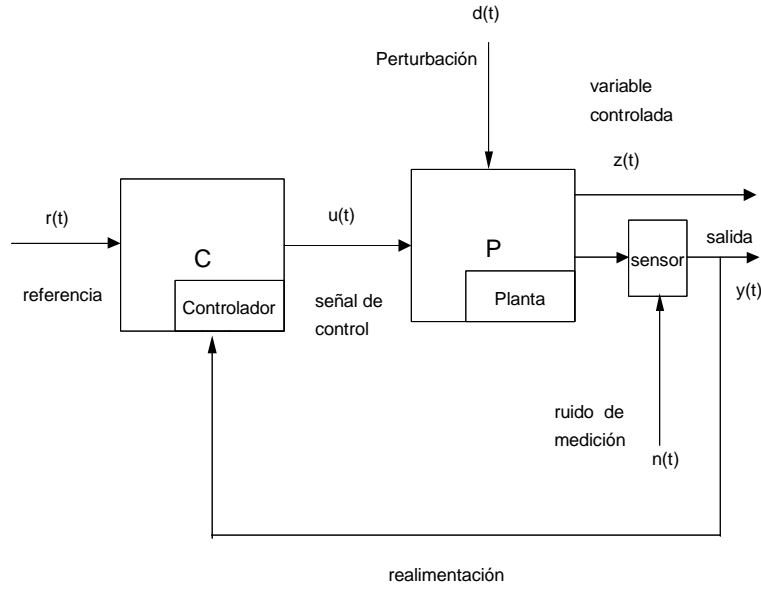 d(t)
Perturbación
variable
controlada
z(t)
r(t)
u(t)
C
P
salida
sensor
referencia
Controlador
señal de
control
Planta
y(t)
ruido de
medición
n(t)
realimentación